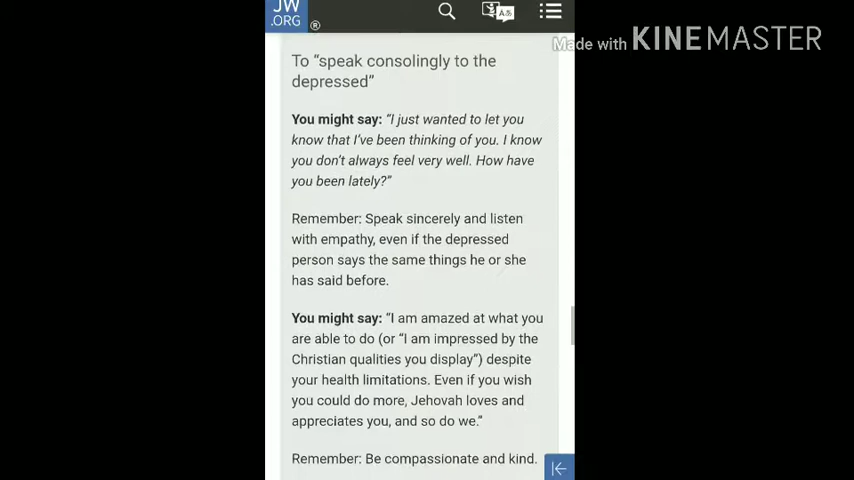 JW
.ORG
®
A
Made with KINEMASTER
To “speak consolingly to the
depressed”
You might say: “I just wanted to let you
know that I’ve been thinking of you. I know
you don’t always feel very well. How have
you been lately?”
Remember: Speak sincerely and listen
with empathy, even if the depressed
person says the same things he or she
has said before.
You might say: “I am amazed at what you
are able to do (or “I am impressed by the
Christian qualities you display”) despite
your health limitations. Even if you wish
you could do more, Jehovah loves and
appreciates you, and so do we.”
Remember: Be compassionate and kind.